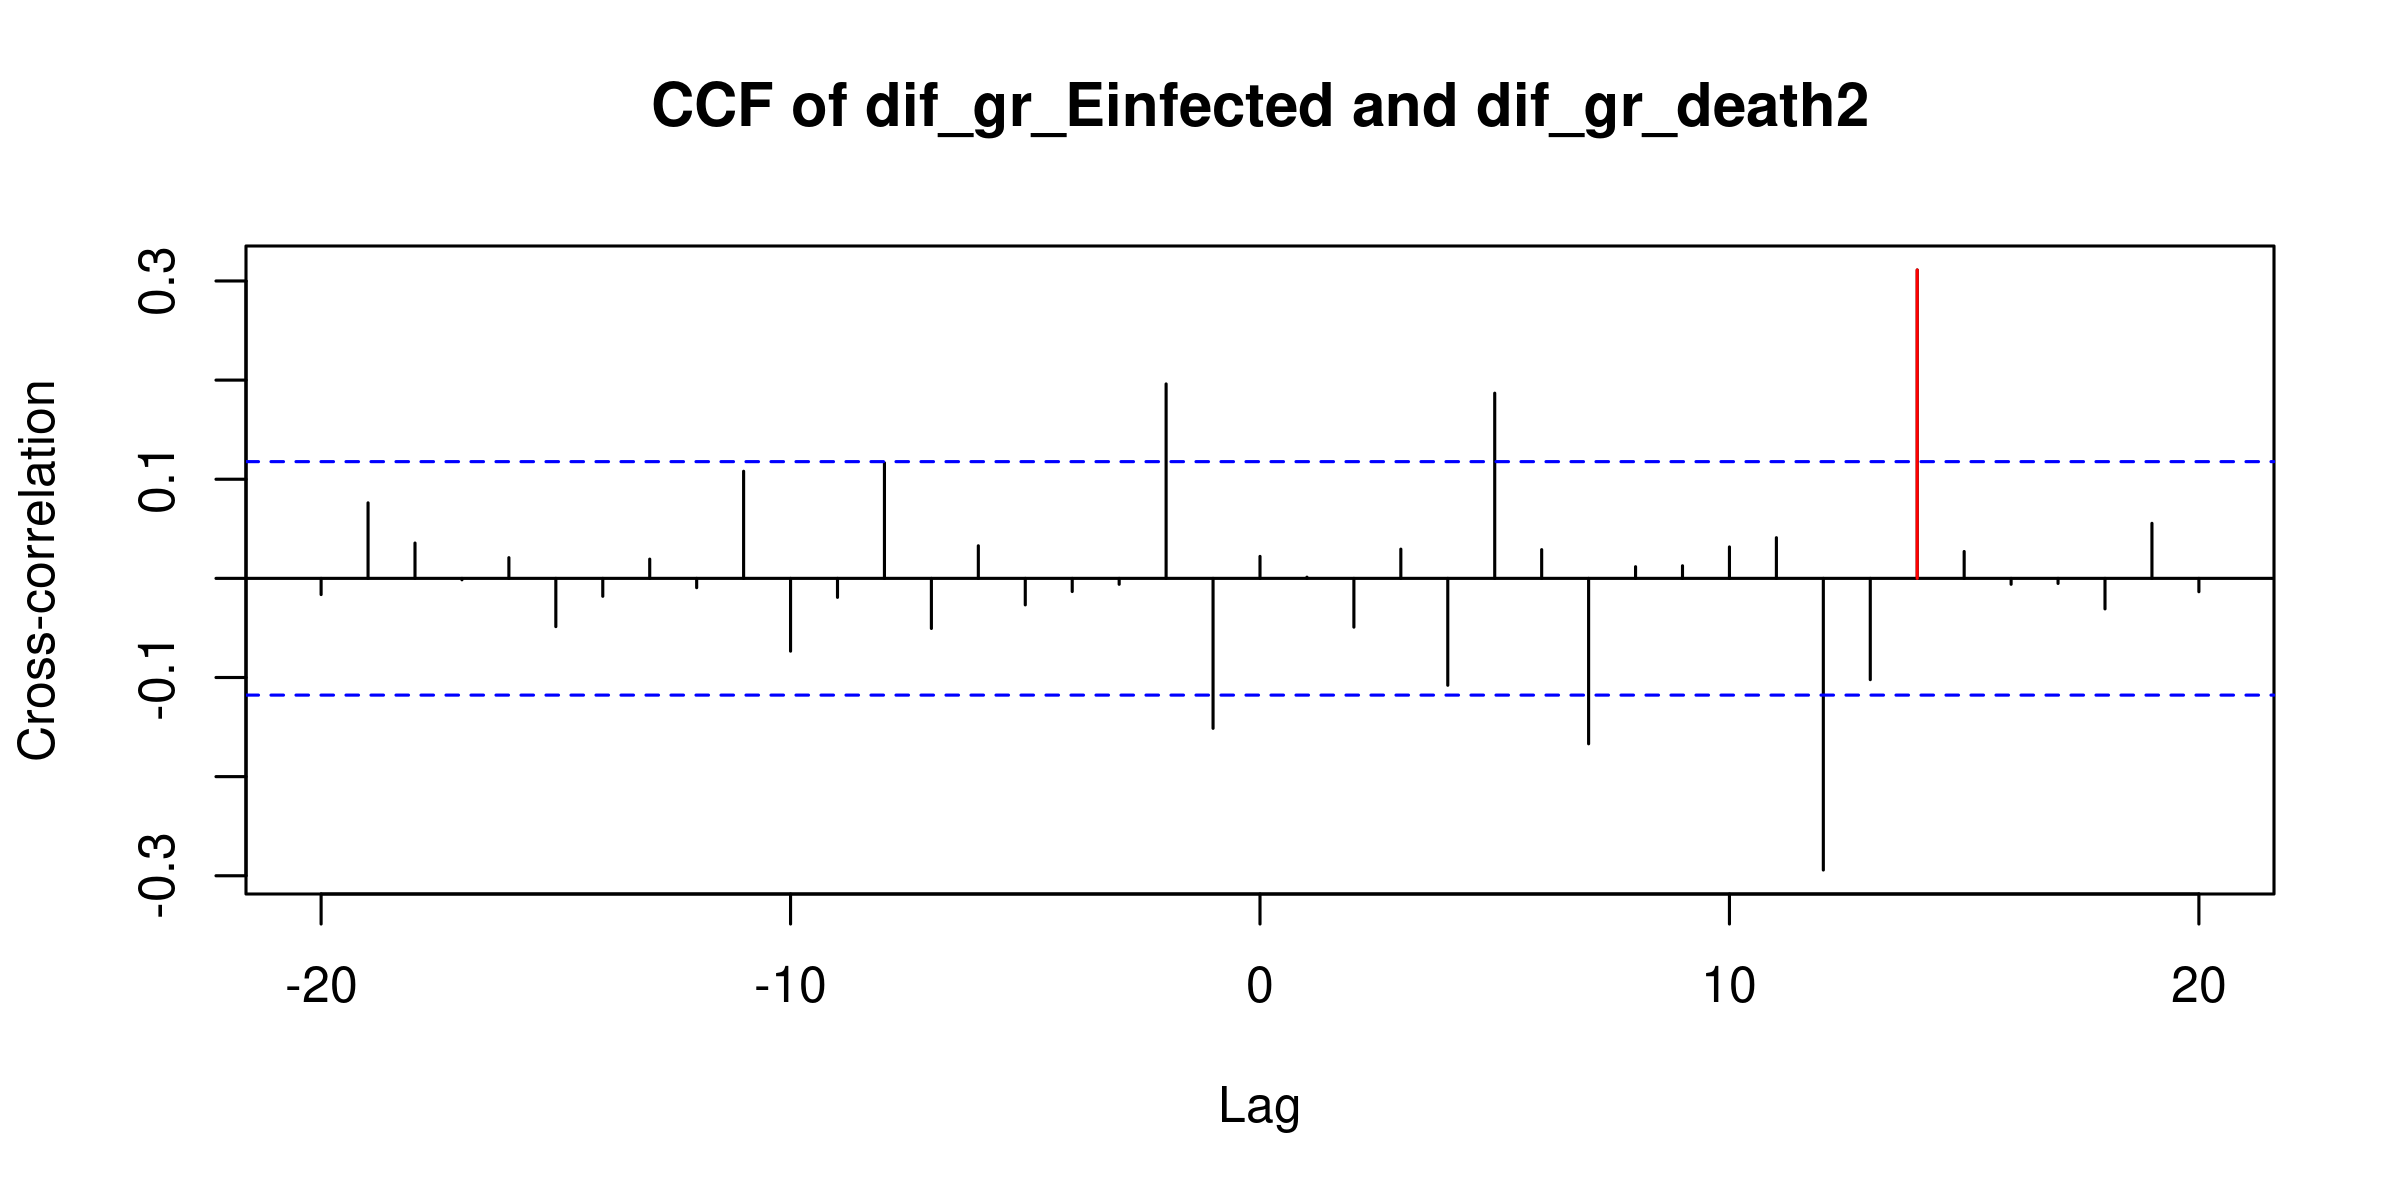 CCF of dif_gr_Einfected and dif_gr_death2
Cross-correlation
0.3
0.1
-0.1
-0.3
-20 -10 0 10 20
Lag